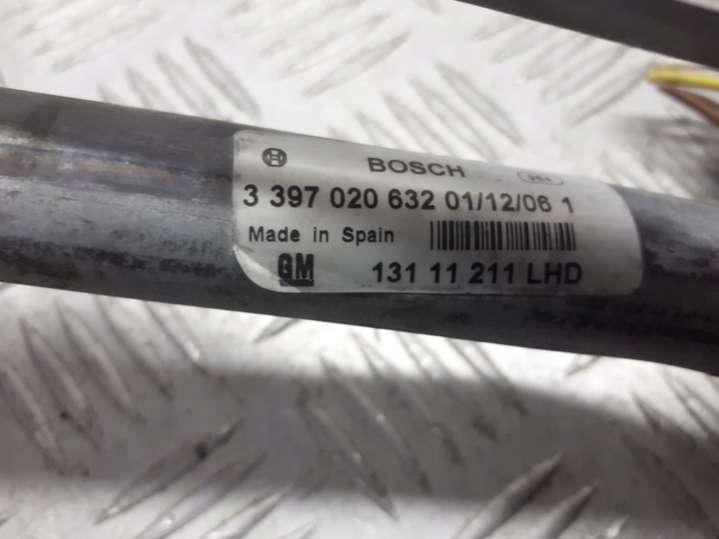 BOSCH
3 397 020 632 01/12/06 1
Made in Spain
GM
131 11 211 LHD